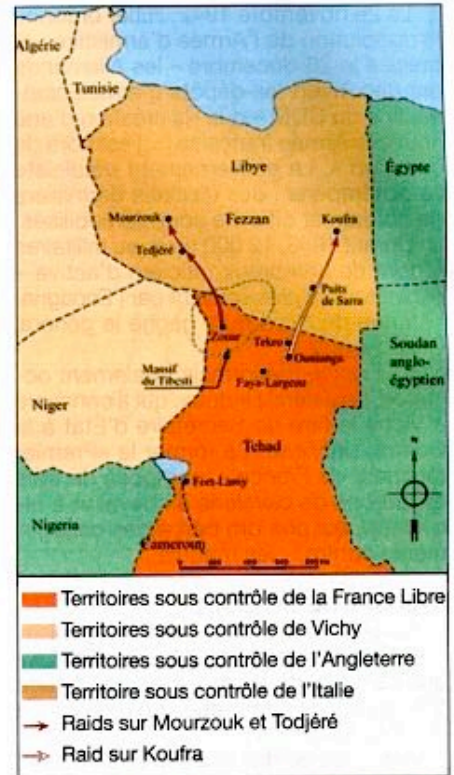 Algérie
Tunisie
Libye
Égypte
Mourzouk
Fezzan
Koufra
Tedjéré
Puits
de Sarra
Zouar
Tekro
Ounianga
Massif
du Tibesti
Faya-Largeau
Soudan
anglo-
égyptien
Niger
Tchad
N
Fort-Lamy
Nigeria
Cameroun
Territoires sous contrôle de la France Libre
Territoires sous contrôle de Vichy
Territoires sous contrôle de l'Angleterre
Territoire sous contrôle de l'Italie
Raids sur Mourzouk et Todjéré
Raid sur Koufra